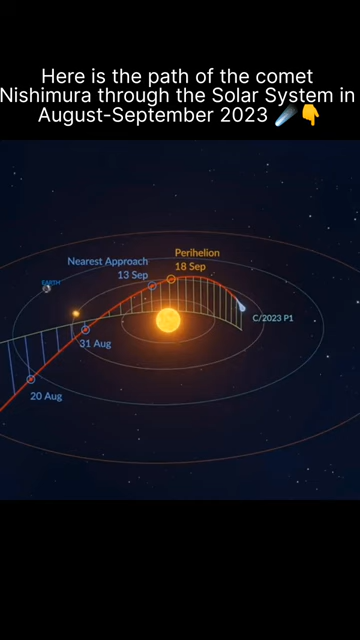 Here is the path of the comet
Nishimura through the Solar System in
August-September 2023 ☄️👇
Perihelion
18 Sep
Nearest Approach
13 Sep
EARTH
C/2023 P1
31 Aug
20 Aug